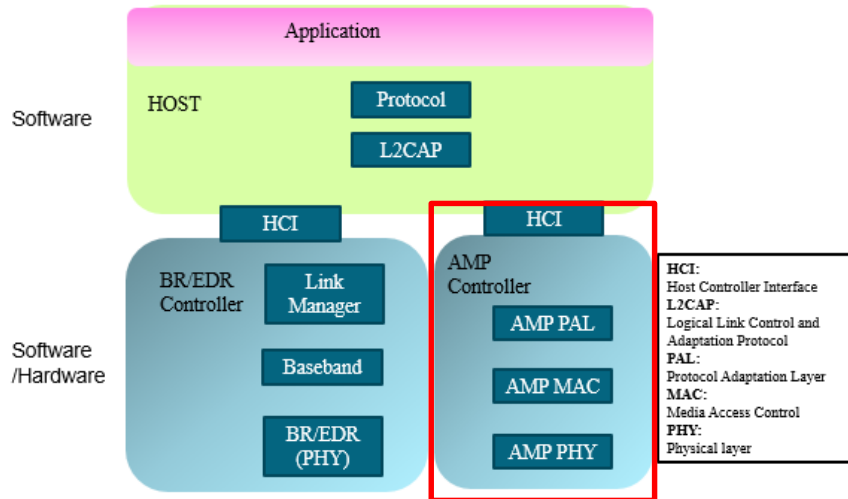 Application
Software
HOST
Protocol
L2CAP
HCI
HCI
BR/EDR
Controller
Link
Manager
Baseband
BR/EDR
(PHY)
AMP
Controller
AMP PAL
AMP MAC
AMP PHY
Software
/Hardware
HCI:
Host Controller Interface
L2CAP:
Logical Link Control and
Adaptation Protocol
PAL:
Protocol Adaptation Layer
MAC:
Media Access Control
PHY:
Physical layer